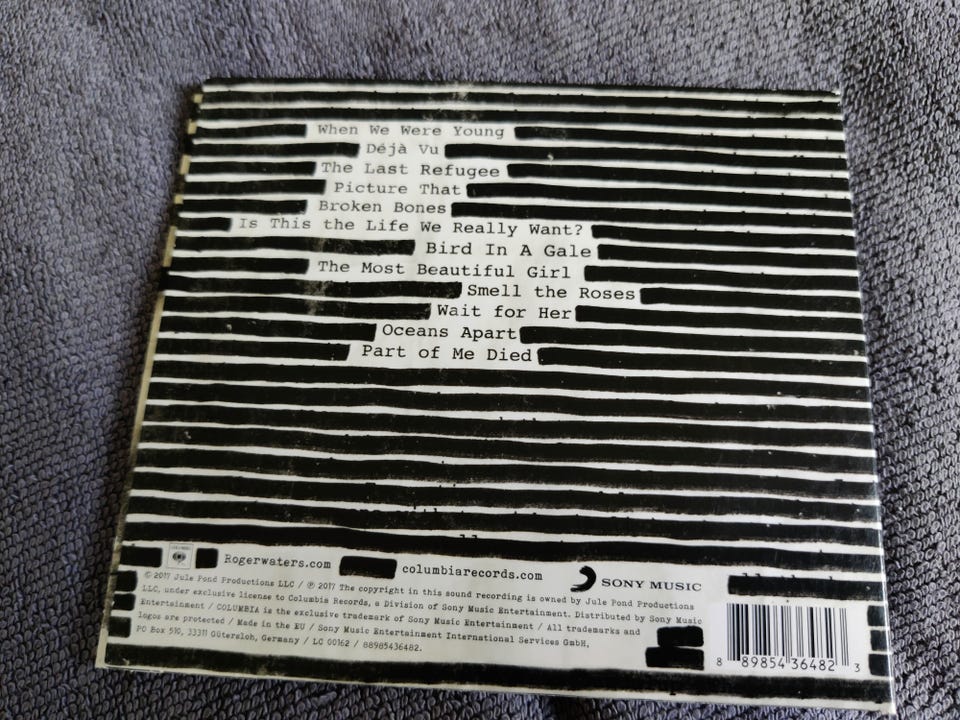 When We Were Young
Déjà Vu
The Last Refugee
Picture That
Broken Bones
Is This the Life We Really Want?
Bird In A Gale
The Most Beautiful Girl
Smell the Roses
Wait for Her
Oceans Apart
Part of Me Died
Rogerwaters.com columbiarecords.com SONY MUSIC
© 2017 Jule Pond Productions LLC / ℗ 2017 The copyright in this sound recording is owned by Jule Pond Productions
LLC, under exclusive license to Columbia Records, a Division of Sony Music Entertainment. Distributed by Sony Music
Entertainment / COLUMBIA is the exclusive trademark of Sony Music Entertainment / All trademarks and
logos are protected / Made in the EU / Sony Music Entertainment International Services GmbH,
PO Box 510, 33311 Gütersloh, Germany / LC 00162 / 88985436482.
8 89854 36482 3